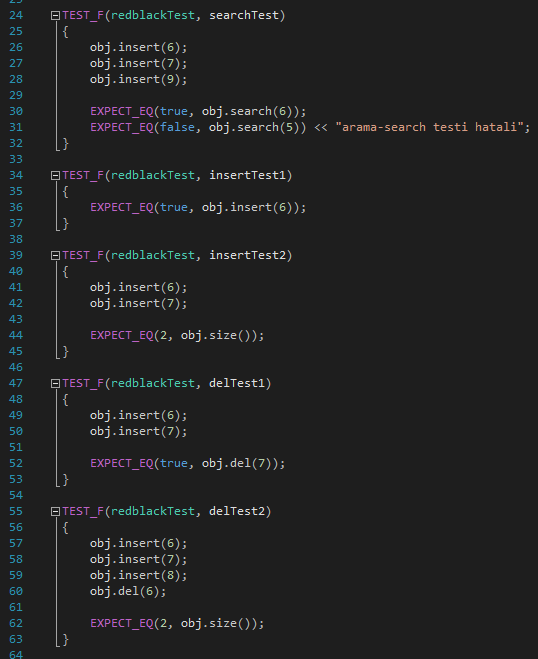 24 TEST_F(redblackTest, searchTest)
25 {
26     obj.insert(6);
27     obj.insert(7);
28     obj.insert(9);
29
30     EXPECT_EQ(true, obj.search(6));
31     EXPECT_EQ(false, obj.search(5)) << "arama-search testi hatali";
32 }
33
34 TEST_F(redblackTest, insertTest1)
35 {
36     EXPECT_EQ(true, obj.insert(6));
37 }
38
39 TEST_F(redblackTest, insertTest2)
40 {
41     obj.insert(6);
42     obj.insert(7);
43
44     EXPECT_EQ(2, obj.size());
45 }
46
47 TEST_F(redblackTest, delTest1)
48 {
49     obj.insert(6);
50     obj.insert(7);
51
52     EXPECT_EQ(true, obj.del(7));
53 }
54
55 TEST_F(redblackTest, delTest2)
56 {
57     obj.insert(6);
58     obj.insert(7);
59     obj.insert(8);
60     obj.del(6);
61
62     EXPECT_EQ(2, obj.size());
63 }
64